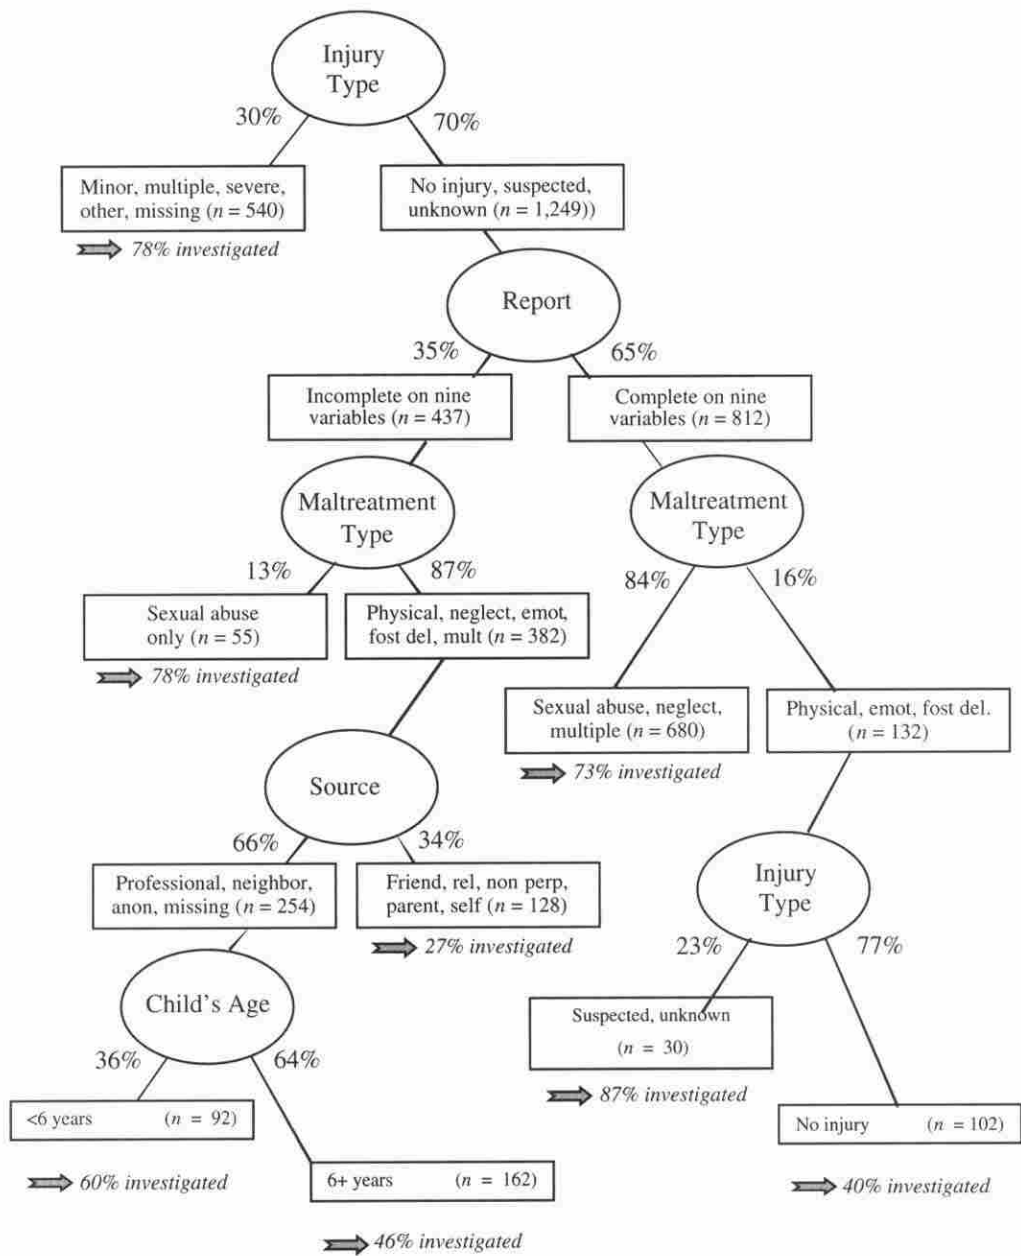 Injury
Type
30%
70%
Minor, multiple, severe,
other, missing (n = 540)
No injury, suspected,
unknown (n = 1,249))
78% investigated
Report
35%
65%
Incomplete on nine
variables (n = 437)
Complete on nine
variables (n = 812)
Maltreatment
Type
Maltreatment
Type
13%
87%
84%
16%
Sexual abuse
only (n = 55)
Physical, neglect, emot,
fost del, mult (n = 382)
78% investigated
Sexual abuse, neglect,
multiple (n = 680)
Physical, emot, fost del.
(n = 132)
73% investigated
Source
66%
34%
Professional, neighbor,
anon, missing (n = 254)
Friend, rel, non perp,
parent, self (n = 128)
Injury
Type
27% investigated
23%
77%
Child's Age
Suspected, unknown
(n = 30)
36%
64%
87% investigated
<6 years (n = 92)
No injury (n = 102)
60% investigated
6+ years (n = 162)
40% investigated
46% investigated